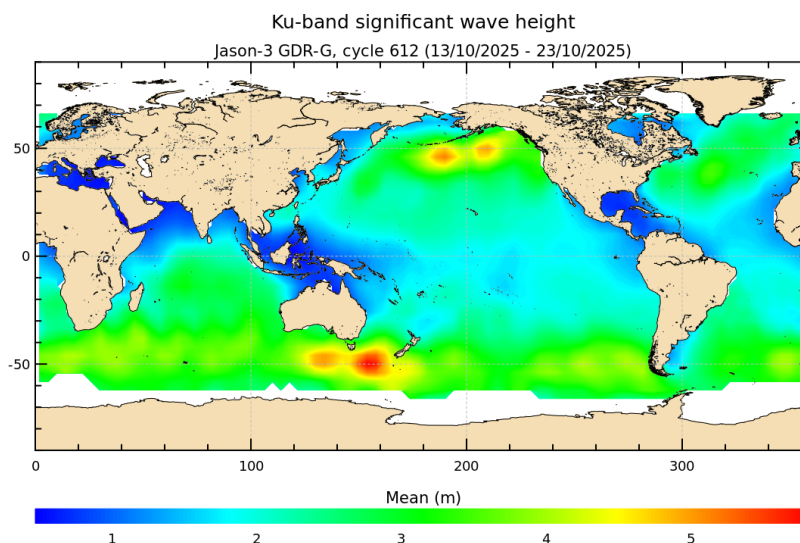 Ku-band significant wave height
Jason-3 GDR-G, cycle 612 (13/10/2025 - 23/10/2025)
50
0
-50
0 100 200 300
Mean (m)
1 2 3 4 5